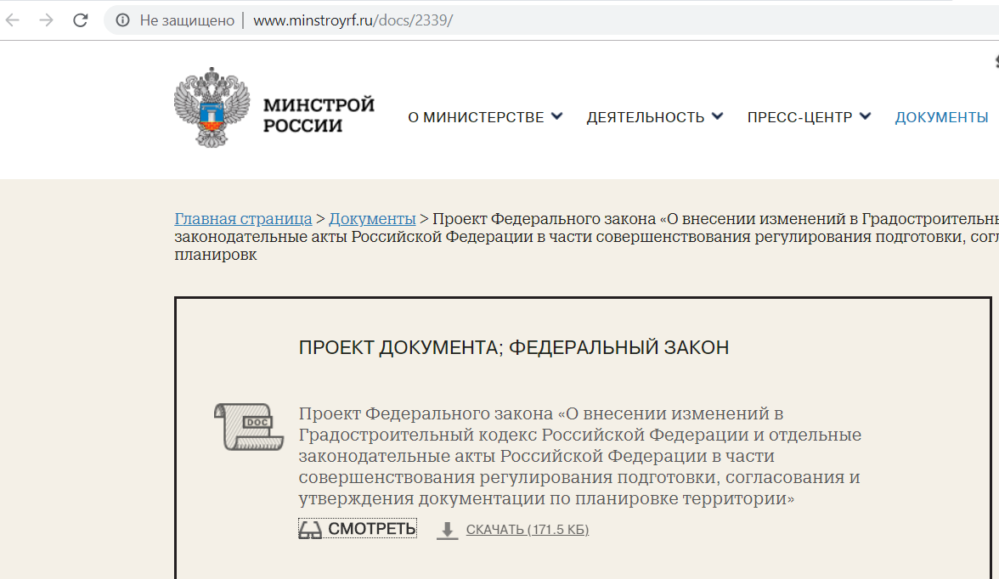 Не защищено | www.minstroyrf.ru/docs/2339/
МИНСТРОЙ
РОССИИ
О МИНИСТЕРСТВЕ ДЕЯТЕЛЬНОСТЬ ПРЕСС-ЦЕНТР ДОКУМЕНТЫ
Главная страница > Документы > Проект Федерального закона «О внесении изменений в Градостроительн
законодательные акты Российской Федерации в части совершенствования регулирования подготовки, согл
планировк
ПРОЕКТ ДОКУМЕНТА; ФЕДЕРАЛЬНЫЙ ЗАКОН
DOC
Проект Федерального закона «О внесении изменений в
Градостроительный кодекс Российской Федерации и отдельные
законодательные акты Российской Федерации в части
совершенствования регулирования подготовки, согласования и
утверждения документации по планировке территории»
СМОТРЕТЬ СКАЧАТЬ (171.5 КБ)